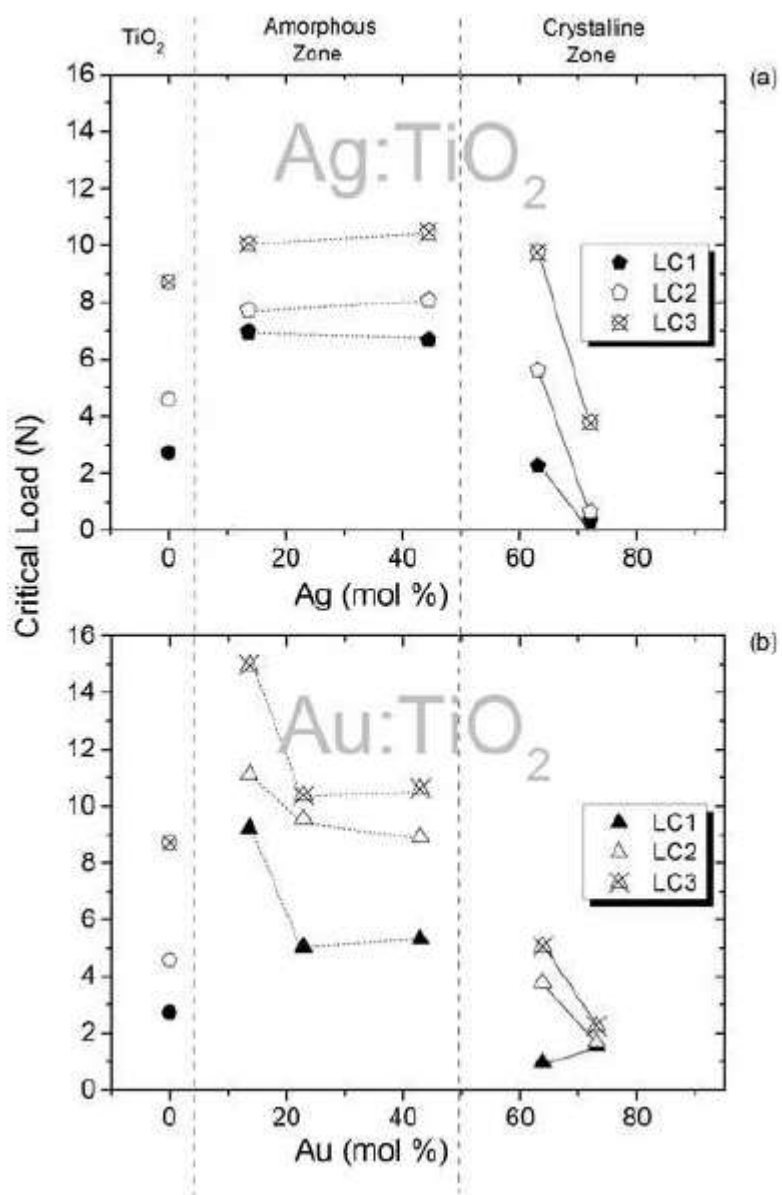 TiO2
Amorphous
Zone
Crystalline
Zone
(a)
16
14
12
10
8
6
4
2
0
Ag:TiO2
LC1
LC2
LC3
0 20 40 60 80
Ag (mol %)
Critical Load (N)
(b)
16
14
12
10
8
6
4
2
0
Au:TiO2
LC1
LC2
LC3
0 20 40 60 80
Au (mol %)